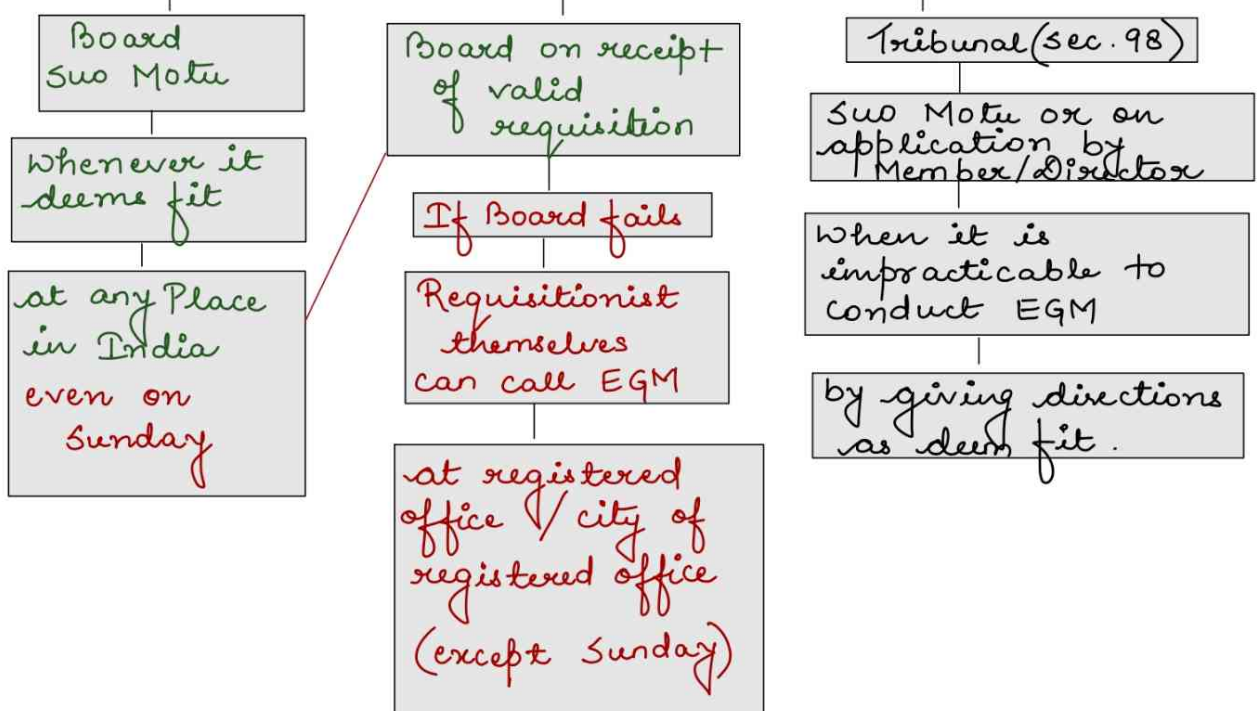 Board
Suo Motu
Whenever it
deems fit
at any Place
in India
even on
Sunday
Board on receipt
of valid
requisition
If Board fails
Requisitionist
themselves
can call EGM
at registered
office / city of
registered office
(except Sunday)
Tribunal (sec. 98)
Suo Motu or on
application by
Member/Director
When it is
impracticable to
conduct EGM
by giving directions
as deem fit.